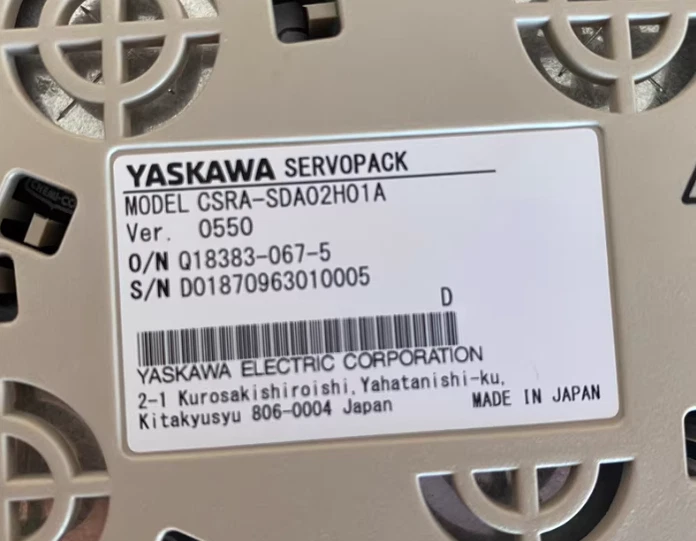 YASKAWA SERVOPACK
MODEL CSRA-SDA02H01A
Ver. 0550
O/N Q18383-067-5
S/N D01870963010005
D
YASKAWA ELECTRIC CORPORATION
2-1 Kurosakishiroishi, Yahatanishi-ku,
Kitakyusyu 806-0004 Japan MADE IN JAPAN